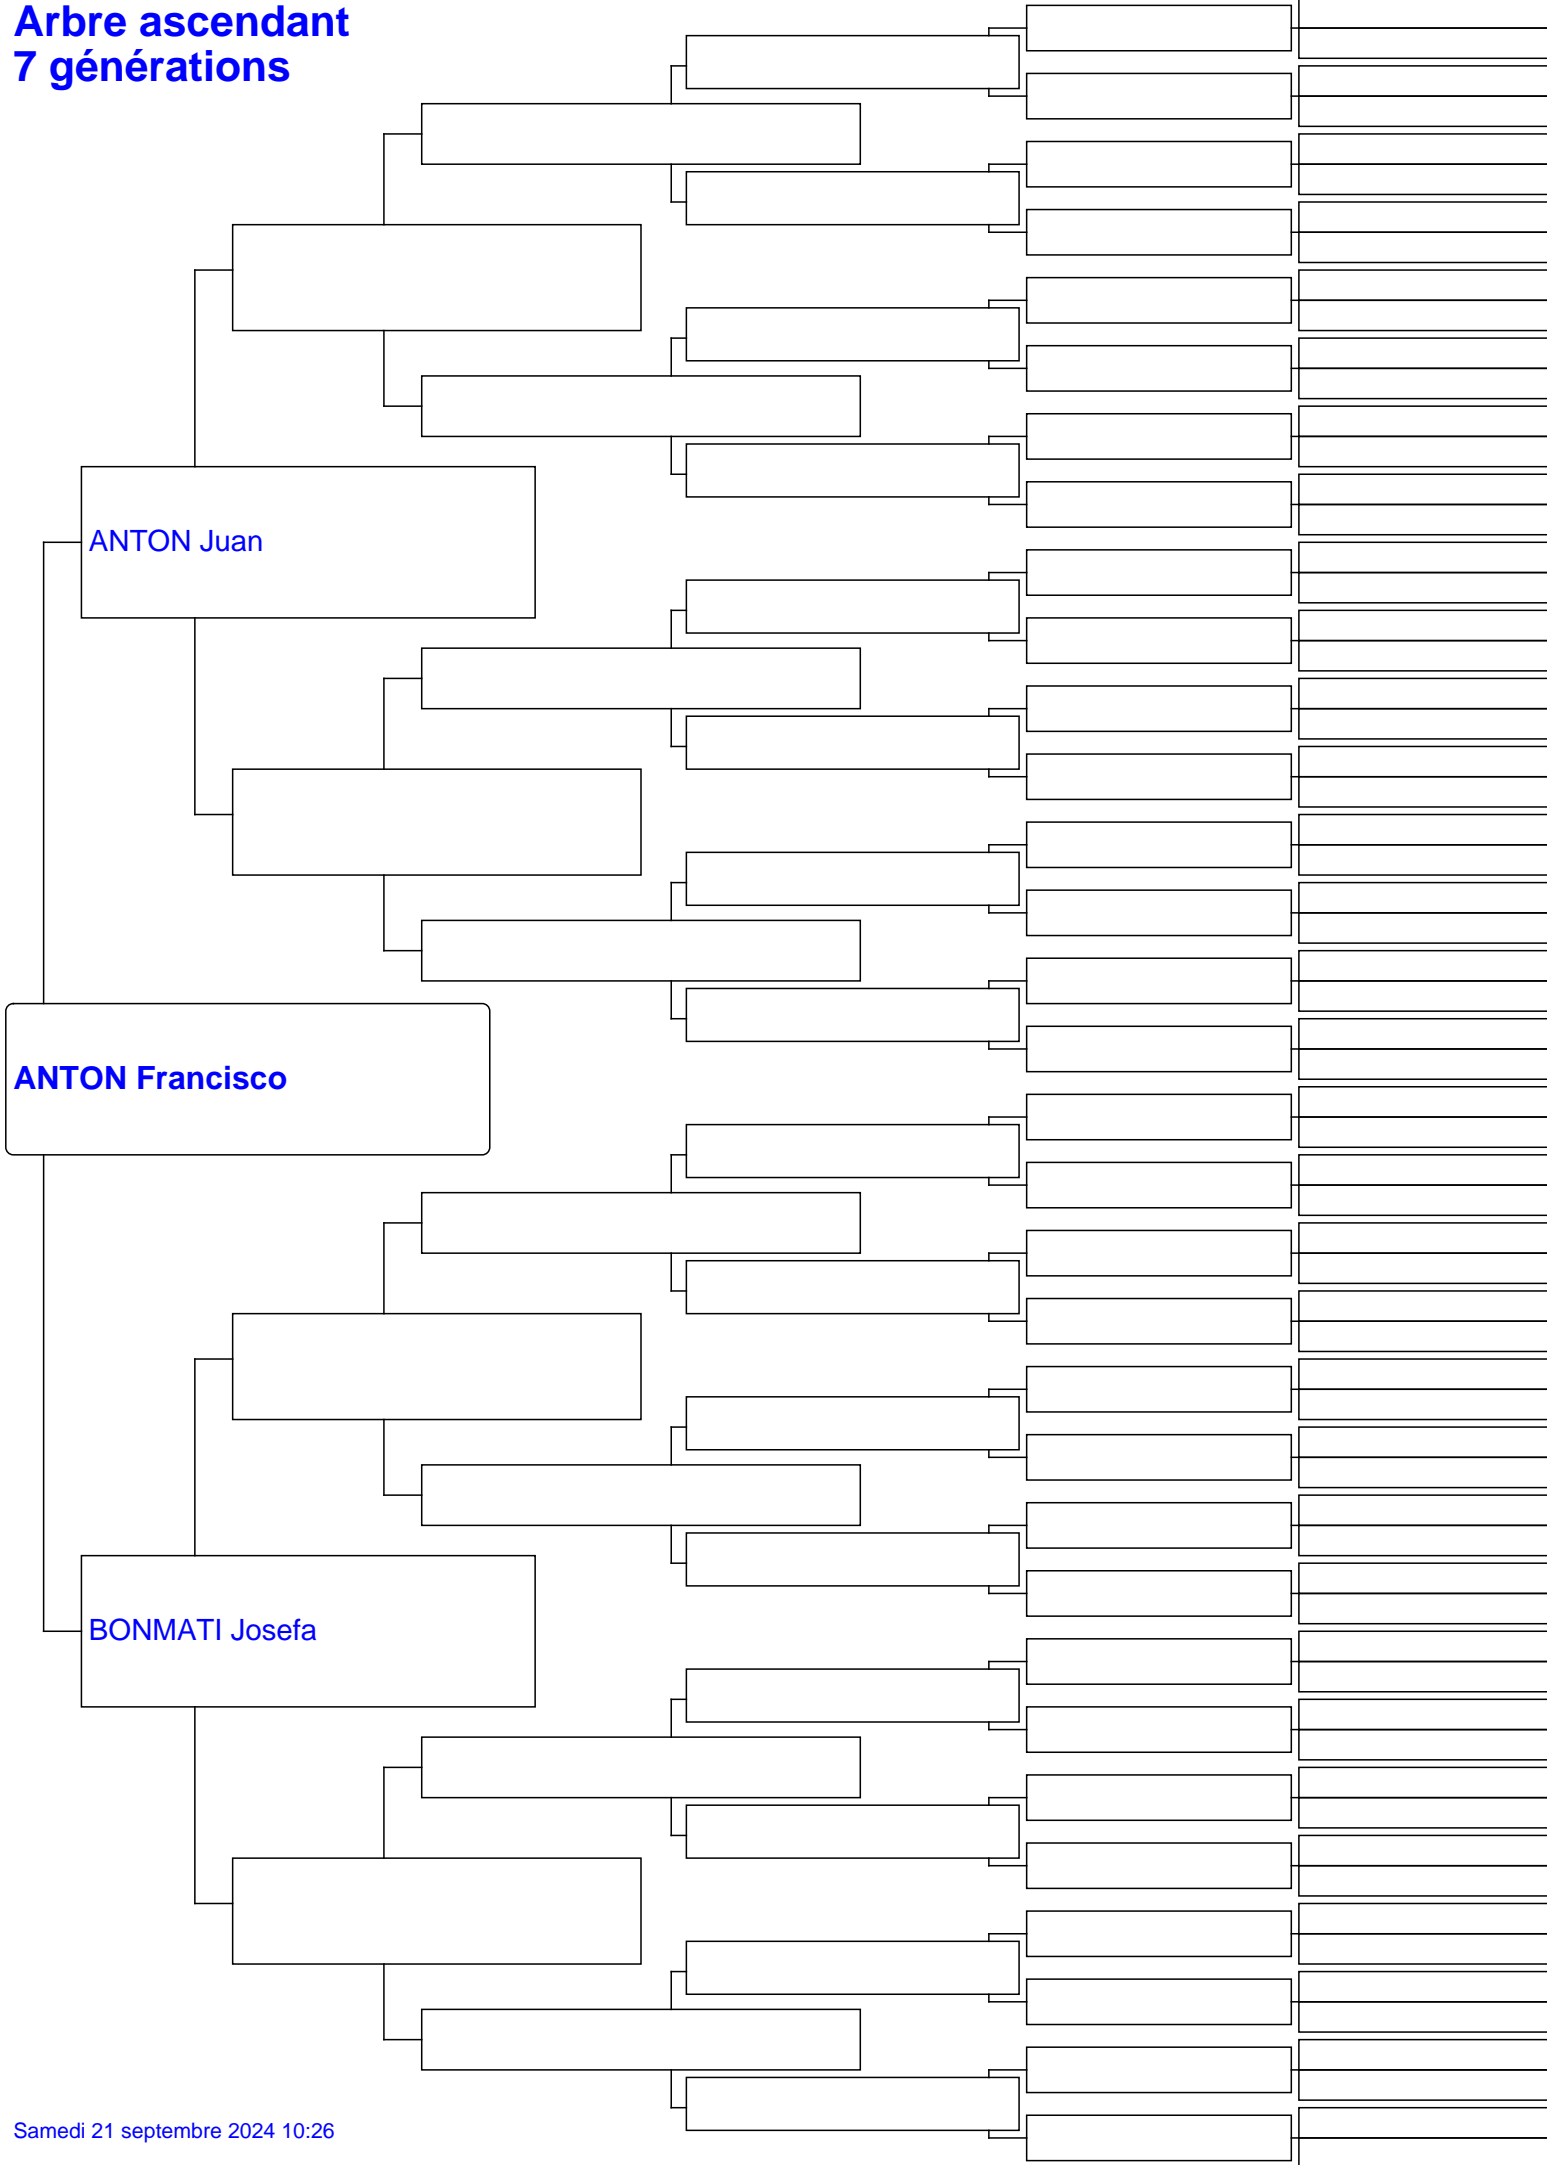 Arbre ascendant
7 générations
ANTON Juan
ANTON Francisco
BONMATI Josefa
Samedi 21 septembre 2024 10:26